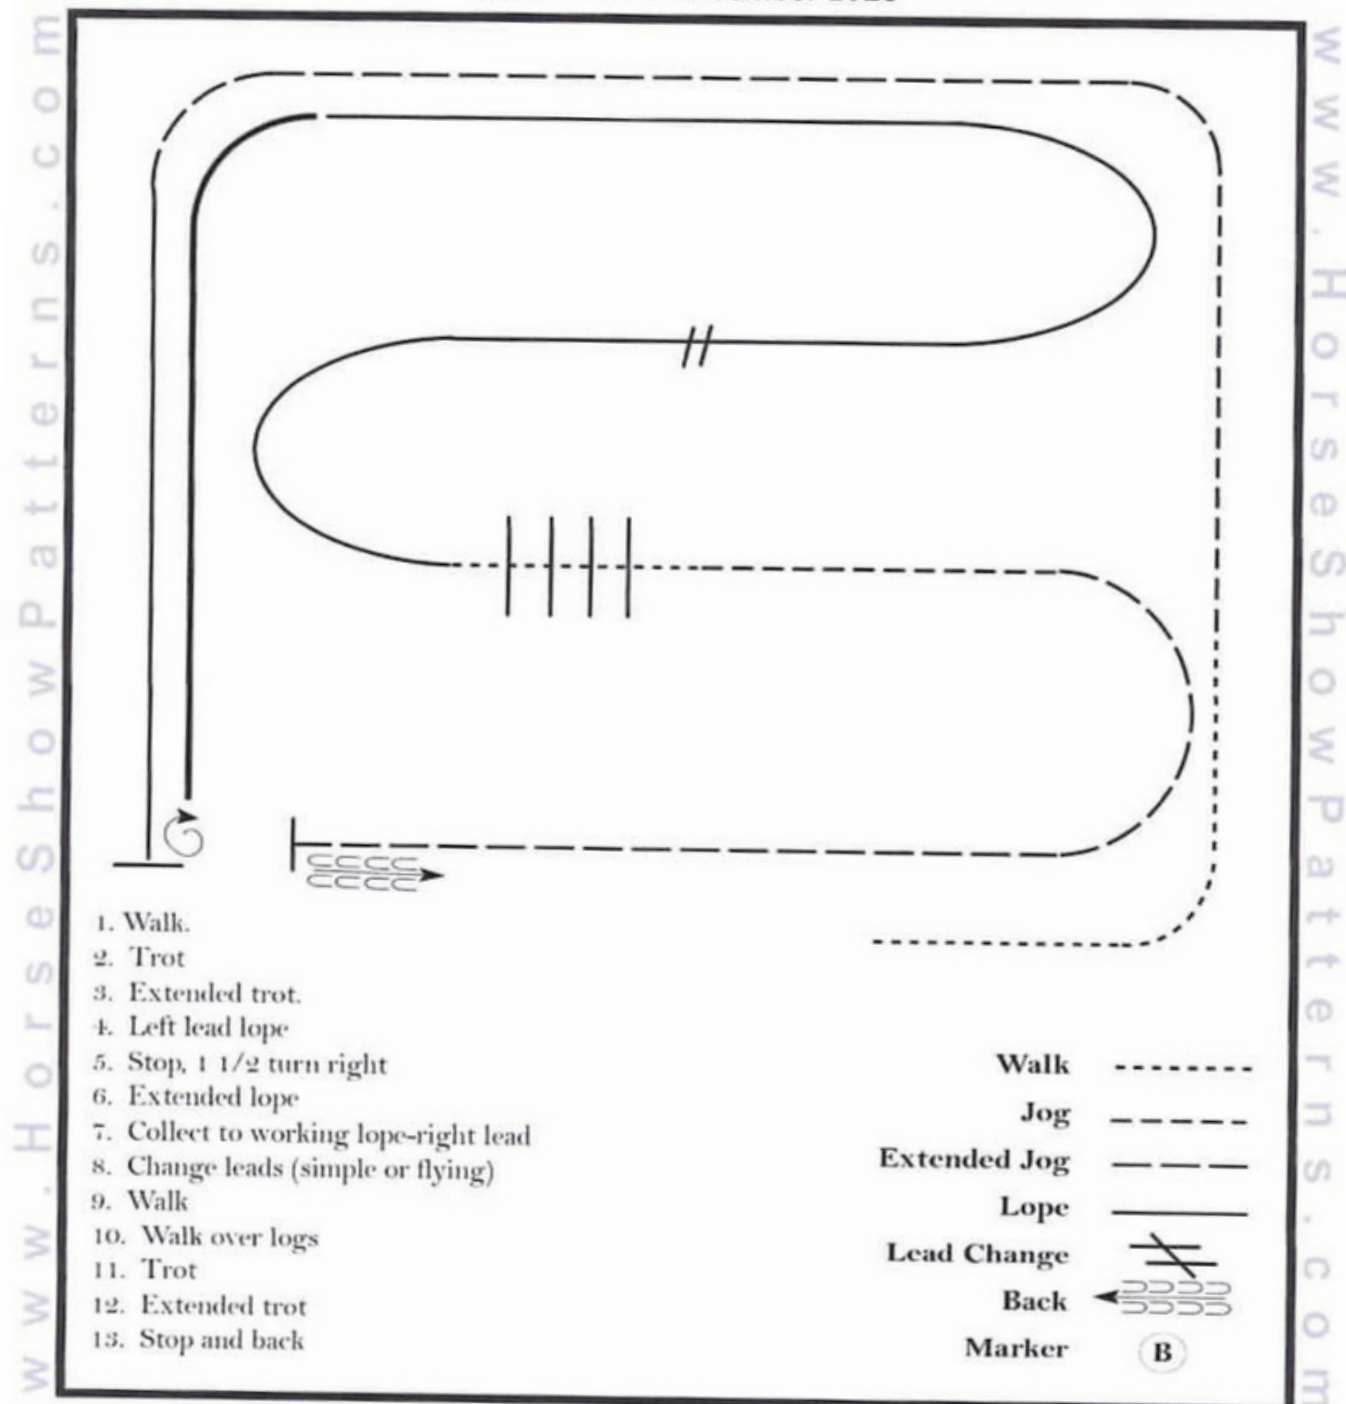 www.HorseShowPatterns.com
www.HorseShowPatterns.com
1. Walk.
2. Trot
3. Extended trot.
4. Left lead lope
5. Stop, 1 1/2 turn right
6. Extended lope
7. Collect to working lope-right lead
8. Change leads (simple or flying)
9. Walk
10. Walk over logs
11. Trot
12. Extended trot
13. Stop and back
Walk
Jog
Extended Jog
Lope
Lead Change
Back
Marker B